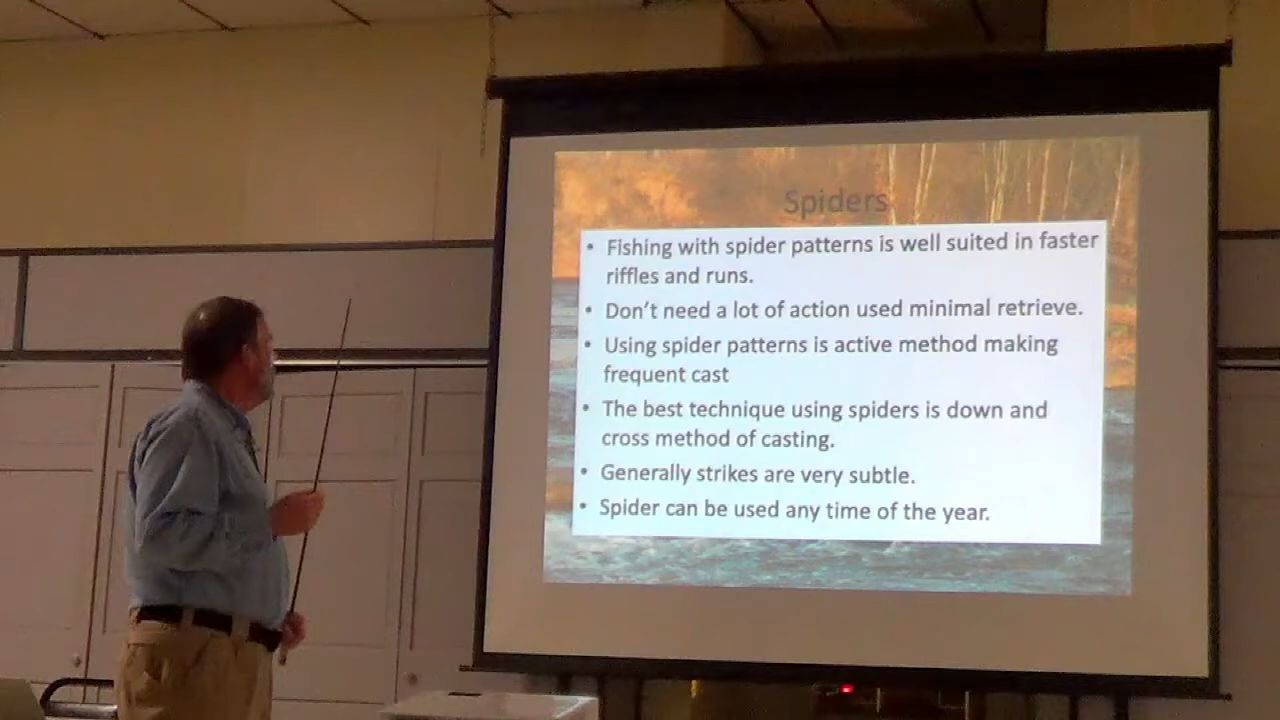 Spiders
• Fishing with spider patterns is well suited in faster
riffles and runs.
• Don't need a lot of action used minimal retrieve.
• Using spider patterns is active method making
frequent cast
• The best technique using spiders is down and
cross method of casting.
• Generally strikes are very subtle.
• Spider can be used any time of the year.